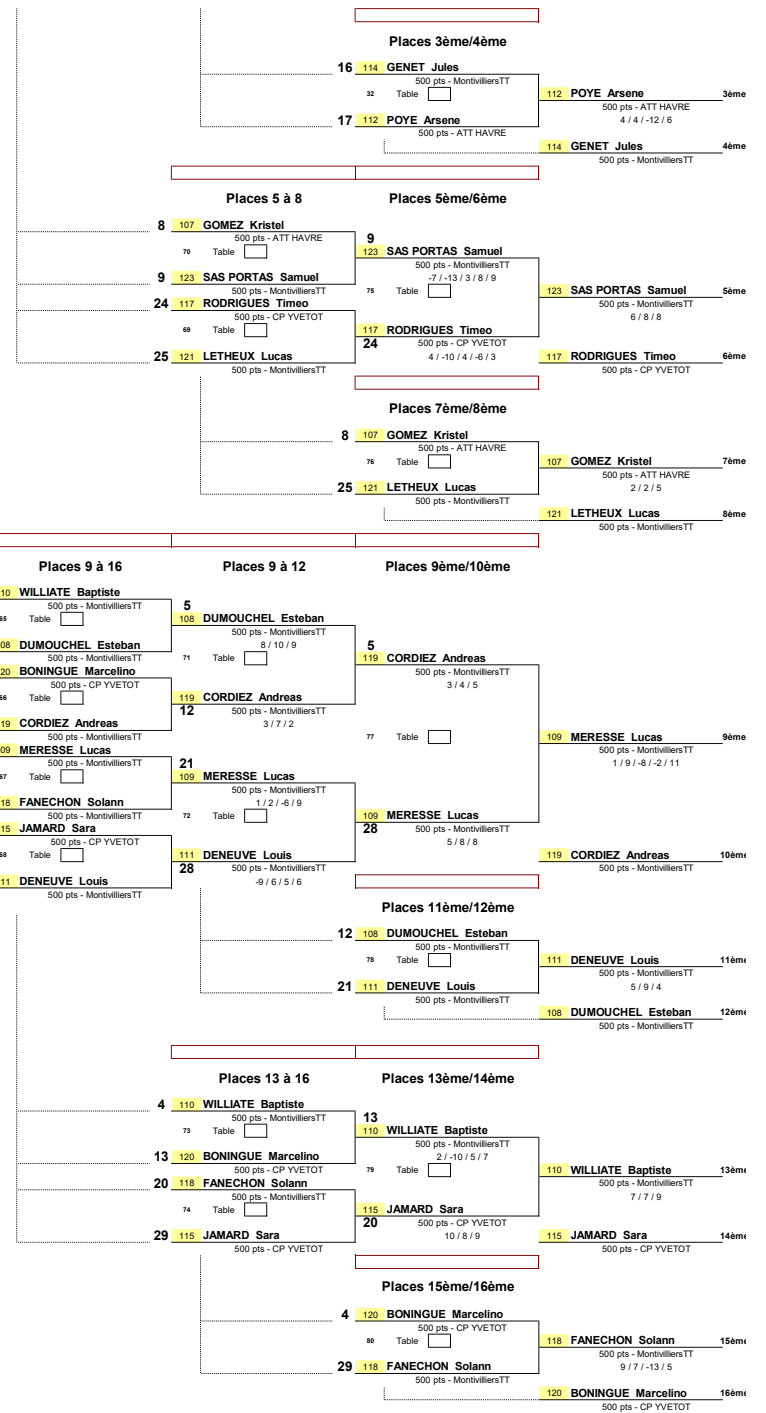 Places 3ème/4ème
16 114 GENET Jules
500 pts - MontivilliersTT
32 Table
112 POYE Arsene 3ème
500 pts - ATT HAVRE
4 / 4 / -12 / 6
17 112 POYE Arsene
500 pts - ATT HAVRE
114 GENET Jules 4ème
500 pts - MontivilliersTT
Places 5 à 8 Places 5ème/6ème
8 107 GOMEZ Kristel
500 pts - ATT HAVRE
70 Table
9
123 SAS PORTAS Samuel
500 pts - MontivilliersTT
-7 / -13 / 3 / 8 / 9
9 123 SAS PORTAS Samuel
500 pts - MontivilliersTT
75 Table
123 SAS PORTAS Samuel 5ème
500 pts - MontivilliersTT
6 / 8 / 8
24 117 RODRIGUES Timeo
500 pts - CP YVETOT
69 Table
117 RODRIGUES Timeo
24 500 pts - CP YVETOT
4 / -10 / 4 / -6 / 3
25 121 LETHEUX Lucas
500 pts - MontivilliersTT
117 RODRIGUES Timeo 6ème
500 pts - CP YVETOT
Places 7ème/8ème
8 107 GOMEZ Kristel
500 pts - ATT HAVRE
76 Table
107 GOMEZ Kristel 7ème
500 pts - ATT HAVRE
2 / 2 / 5
25 121 LETHEUX Lucas
500 pts - MontivilliersTT
121 LETHEUX Lucas 8ème
500 pts - MontivilliersTT
Places 9 à 16 Places 9 à 12 Places 9ème/10ème
10 WILLIATE Baptiste
500 pts - MontivilliersTT
65 Table
5
108 DUMOUCHEL Esteban
500 pts - MontivilliersTT
8 / 10 / 9
08 DUMOUCHEL Esteban
500 pts - MontivilliersTT
71 Table
5
119 CORDIEZ Andreas
500 pts - MontivilliersTT
3 / 4 / 5
20 BONINGUE Marcelino
500 pts - CP YVETOT
66 Table
119 CORDIEZ Andreas
12 500 pts - MontivilliersTT
3 / 7 / 2
19 CORDIEZ Andreas
500 pts - MontivilliersTT
77 Table
109 MERESSE Lucas 9ème
500 pts - MontivilliersTT
1 / 9 / -8 / -2 / 11
09 MERESSE Lucas
500 pts - MontivilliersTT
67 Table
21
109 MERESSE Lucas
500 pts - MontivilliersTT
1 / 2 / -6 / 9
18 FANECHON Solann
500 pts - MontivilliersTT
72 Table
109 MERESSE Lucas
28 500 pts - MontivilliersTT
5 / 8 / 8
15 JAMARD Sara
500 pts - CP YVETOT
68 Table
111 DENEUVE Louis
28 500 pts - MontivilliersTT
-9 / 6 / 5 / 6
119 CORDIEZ Andreas 10ème
500 pts - MontivilliersTT
11 DENEUVE Louis
500 pts - MontivilliersTT
Places 11ème/12ème
12 108 DUMOUCHEL Esteban
500 pts - MontivilliersTT
78 Table
111 DENEUVE Louis 11ème
500 pts - MontivilliersTT
5 / 9 / 4
21 111 DENEUVE Louis
500 pts - MontivilliersTT
108 DUMOUCHEL Esteban 12ème
500 pts - MontivilliersTT
Places 13 à 16 Places 13ème/14ème
4 110 WILLIATE Baptiste
500 pts - MontivilliersTT
73 Table
13
110 WILLIATE Baptiste
500 pts - MontivilliersTT
2 / -10 / 5 / 7
13 120 BONINGUE Marcelino
500 pts - CP YVETOT
79 Table
110 WILLIATE Baptiste 13ème
500 pts - MontivilliersTT
7 / 7 / 9
20 118 FANECHON Solann
500 pts - MontivilliersTT
74 Table
115 JAMARD Sara
20 500 pts - CP YVETOT
10 / 8 / 9
29 115 JAMARD Sara
500 pts - CP YVETOT
115 JAMARD Sara 14ème
500 pts - CP YVETOT
Places 15ème/16ème
4 120 BONINGUE Marcelino
500 pts - CP YVETOT
80 Table
118 FANECHON Solann 15ème
500 pts - MontivilliersTT
9 / 7 / -13 / 5
29 118 FANECHON Solann
500 pts - MontivilliersTT
120 BONINGUE Marcelino 16ème
500 pts - CP YVETOT